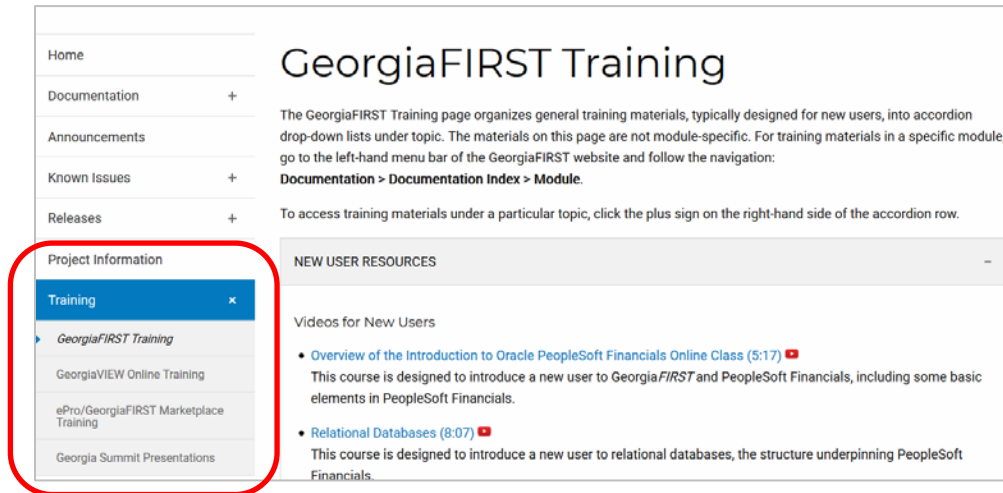 Home
Documentation +
Announcements
Known Issues +
Releases +
Project Information
Training ×
GeorgiaFIRST Training
GeorgiaVIEW Online Training
ePro/GeorgiaFIRST Marketplace
Training
Georgia Summit Presentations
GeorgiaFIRST Training
The GeorgiaFIRST Training page organizes general training materials, typically designed for new users, into accordion
drop-down lists under topic. The materials on this page are not module-specific. For training materials in a specific module,
go to the left-hand menu bar of the GeorgiaFIRST website and follow the navigation:
Documentation > Documentation Index > Module.
To access training materials under a particular topic, click the plus sign on the right-hand side of the accordion row.
NEW USER RESOURCES –
Videos for New Users
• Overview of the Introduction to Oracle PeopleSoft Financials Online Class (5:17)
This course is designed to introduce a new user to GeorgiaFIRST and PeopleSoft Financials, including some basic
elements in PeopleSoft Financials.
• Relational Databases (8:07)
This course is designed to introduce a new user to relational databases, the structure underpinning PeopleSoft
Financials.